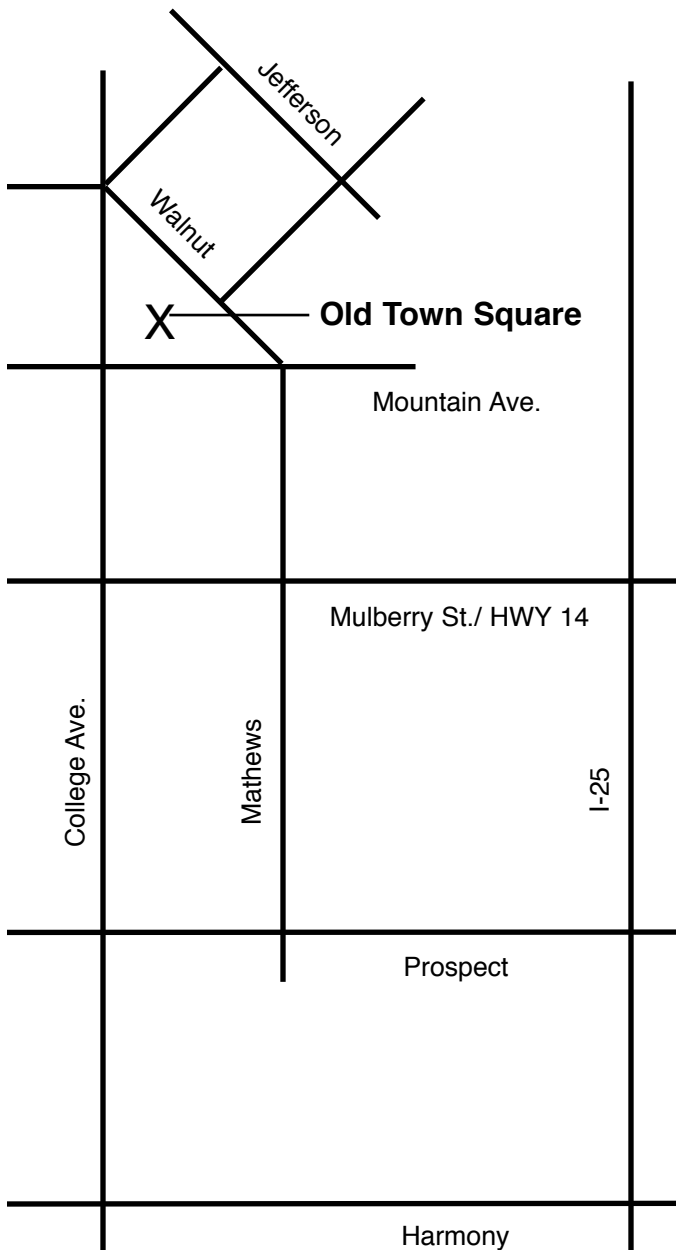 Jefferson
Walnut
X
Old Town Square
Mountain Ave.
Mulberry St./ HWY 14
College Ave.
Mathews
I-25
Prospect
Harmony